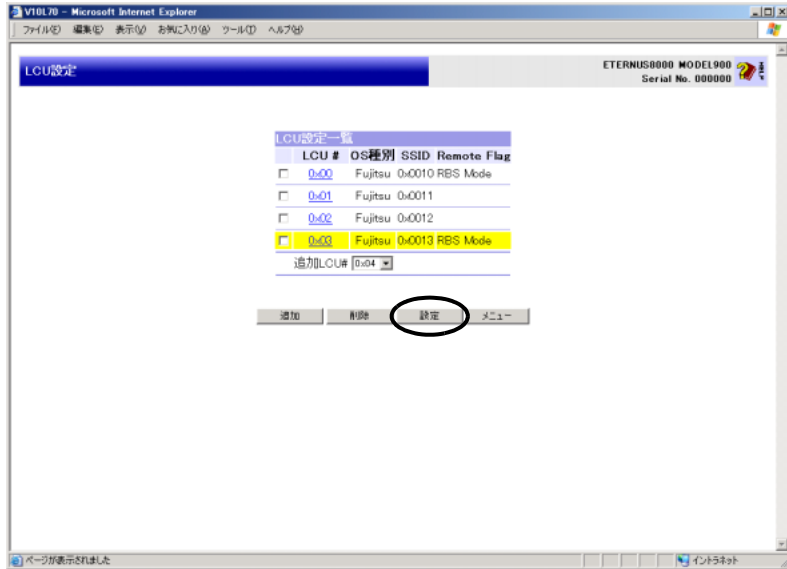 V10L70 - Microsoft Internet Explorer
ファイル(F) 編集(E) 表示(V) お気に入り(A) ツール(T) ヘルプ(H)
LCU設定
ETERNUS8000 MODEL900
Serial No. 000000
LCU設定一覧
LCU # OS種別 SSID Remote Flag
0x00 Fujitsu 0x0010 RBS Mode
0x01 Fujitsu 0x0011
0x02 Fujitsu 0x0012
0x03 Fujitsu 0x0013 RBS Mode
追加LCU# 0x04
追加 削除 設定 メニュー
ページが表示されました イントラネット